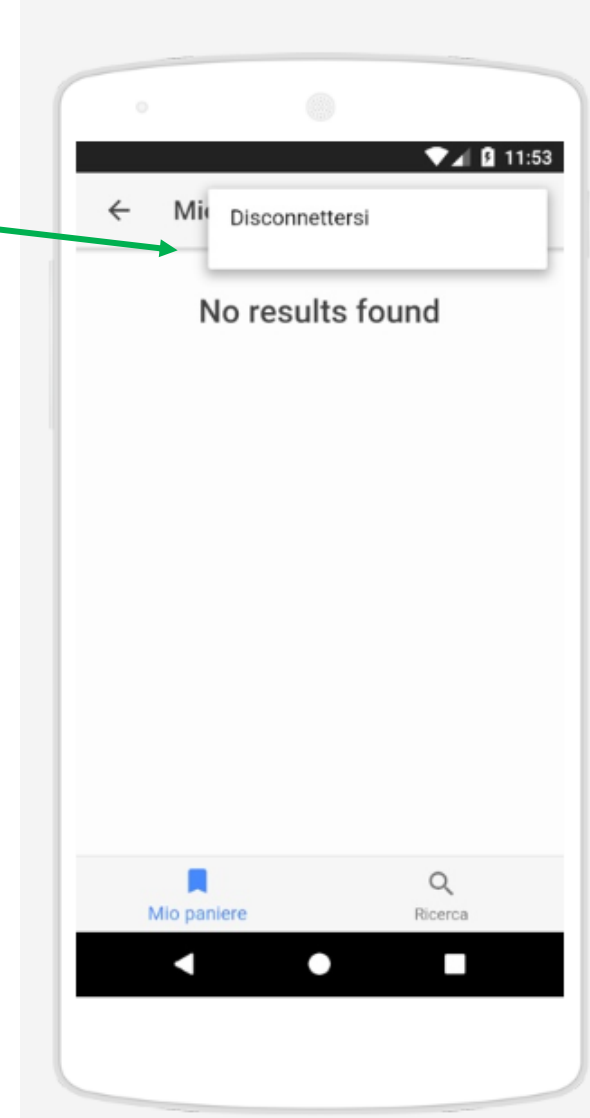 11:53
Mi
Disconnettersi
No results found
Mio paniere
Ricerca